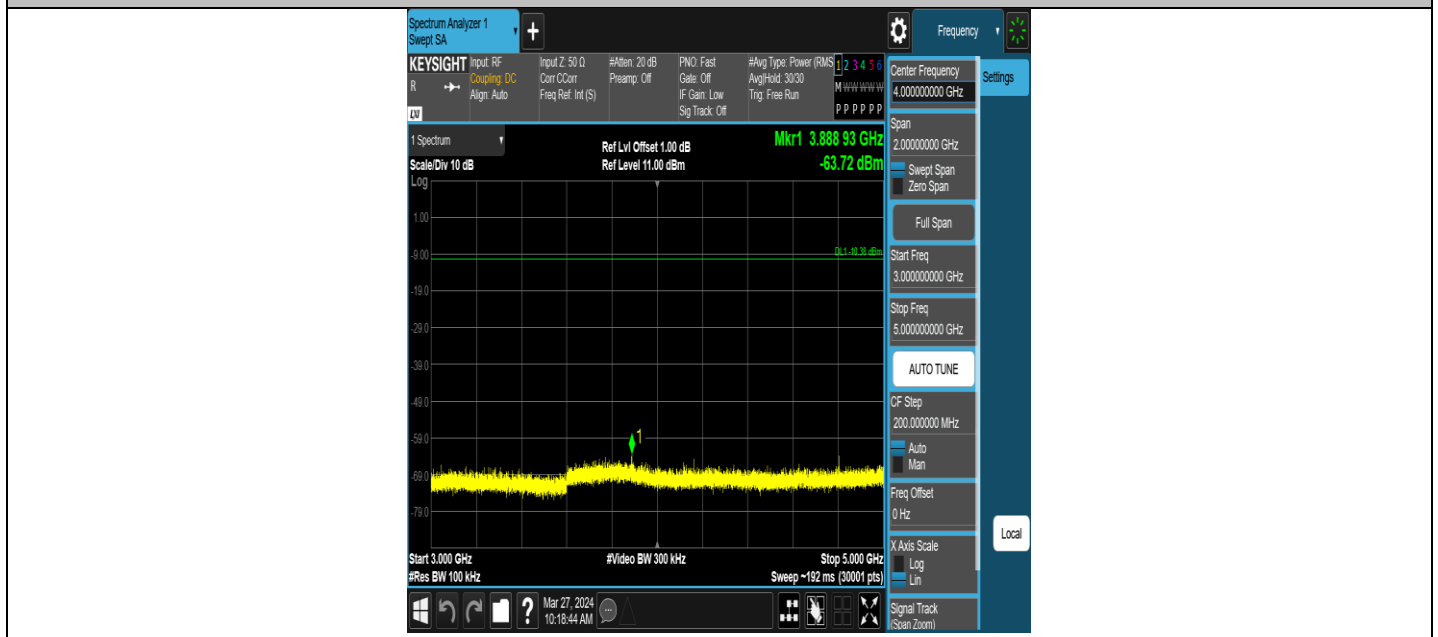 Spectrum Analyzer 1
Swept SA
+
Frequency
KEYSIGHT
R
LXI
Input: RF
Coupling: DC
Align: Auto
Input Z: 50 Ω
Corr CCorr
Freq Ref: Int (S)
#Atten: 20 dB
Preamp: Off
PNO: Fast
Gate: Off
IF Gain: Low
Sig Track: Off
#Avg Type: Power (RMS
Avg|Hold: 30/30
Trig: Free Run
1 2 3 4 5 6
M W W W W W
P P P P P P
Center Frequency
4.000000000 GHz
Settings
Span
2.00000000 GHz
Swept Span
Zero Span
Full Span
Start Freq
3.000000000 GHz
Stop Freq
5.000000000 GHz
AUTO TUNE
CF Step
200.000000 MHz
Auto
Man
Freq Offset
0 Hz
X Axis Scale
Log
Lin
Signal Track
(Span Zoom)
Local
1 Spectrum
Scale/Div 10 dB
Log
Ref Lvl Offset 1.00 dB
Ref Level 11.00 dBm
Mkr1 3.888 93 GHz
-63.72 dBm
1.00
-9.00
-19.0
-29.0
-39.0
-49.0
-59.0
-69.0
-79.0
DL1 -10.38 dBm
1
Start 3.000 GHz
#Res BW 100 kHz
#Video BW 300 kHz
Stop 5.000 GHz
Sweep ~192 ms (30001 pts)
?
Mar 27, 2024
10:18:44 AM